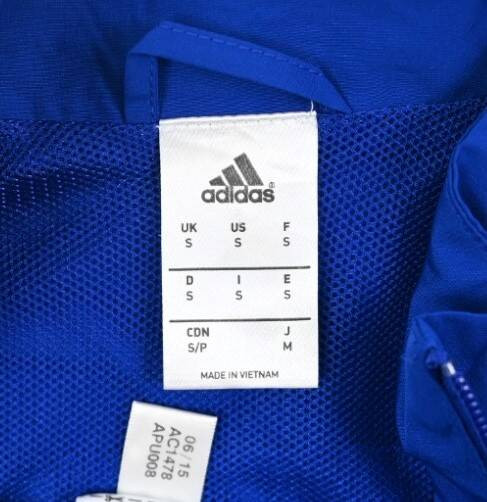 adidas®
UK US F
S S S
D I E
S S S
CDN J
S/P M
MADE IN VIETNAM
06/15
AC1478
APU008